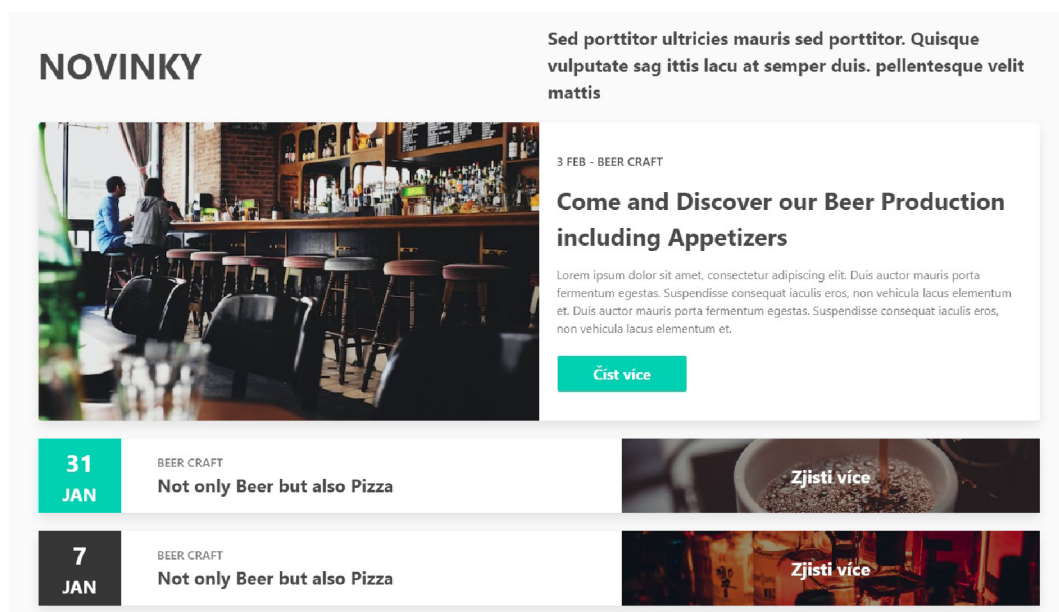 NOVINKY
Sed porttitor ultricies mauris sed porttitor. Quisque
vulputate sag ittis lacu at semper duis. pellentesque velit
mattis
3 FEB - BEER CRAFT
Come and Discover our Beer Production
including Appetizers
Lorem ipsum dolor sit amet, consectetur adipiscing elit. Duis auctor mauris porta
fermentum egestas. Suspendisse consequat iaculis eros, non vehicula lacus elementum
et. Duis auctor mauris porta fermentum egestas. Suspendisse consequat iaculis eros,
non vehicula lacus elementum et.
Číst více
31
JAN
BEER CRAFT
Not only Beer but also Pizza
Zjisti více
7
JAN
BEER CRAFT
Not only Beer but also Pizza
Zjisti více